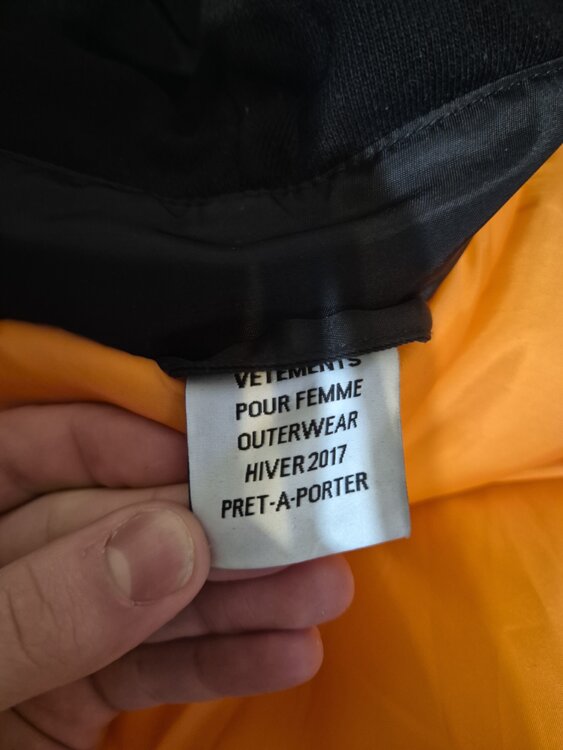 VETEMENTS
POUR FEMME
OUTERWEAR
HIVER 2017
PRET-A-PORTER